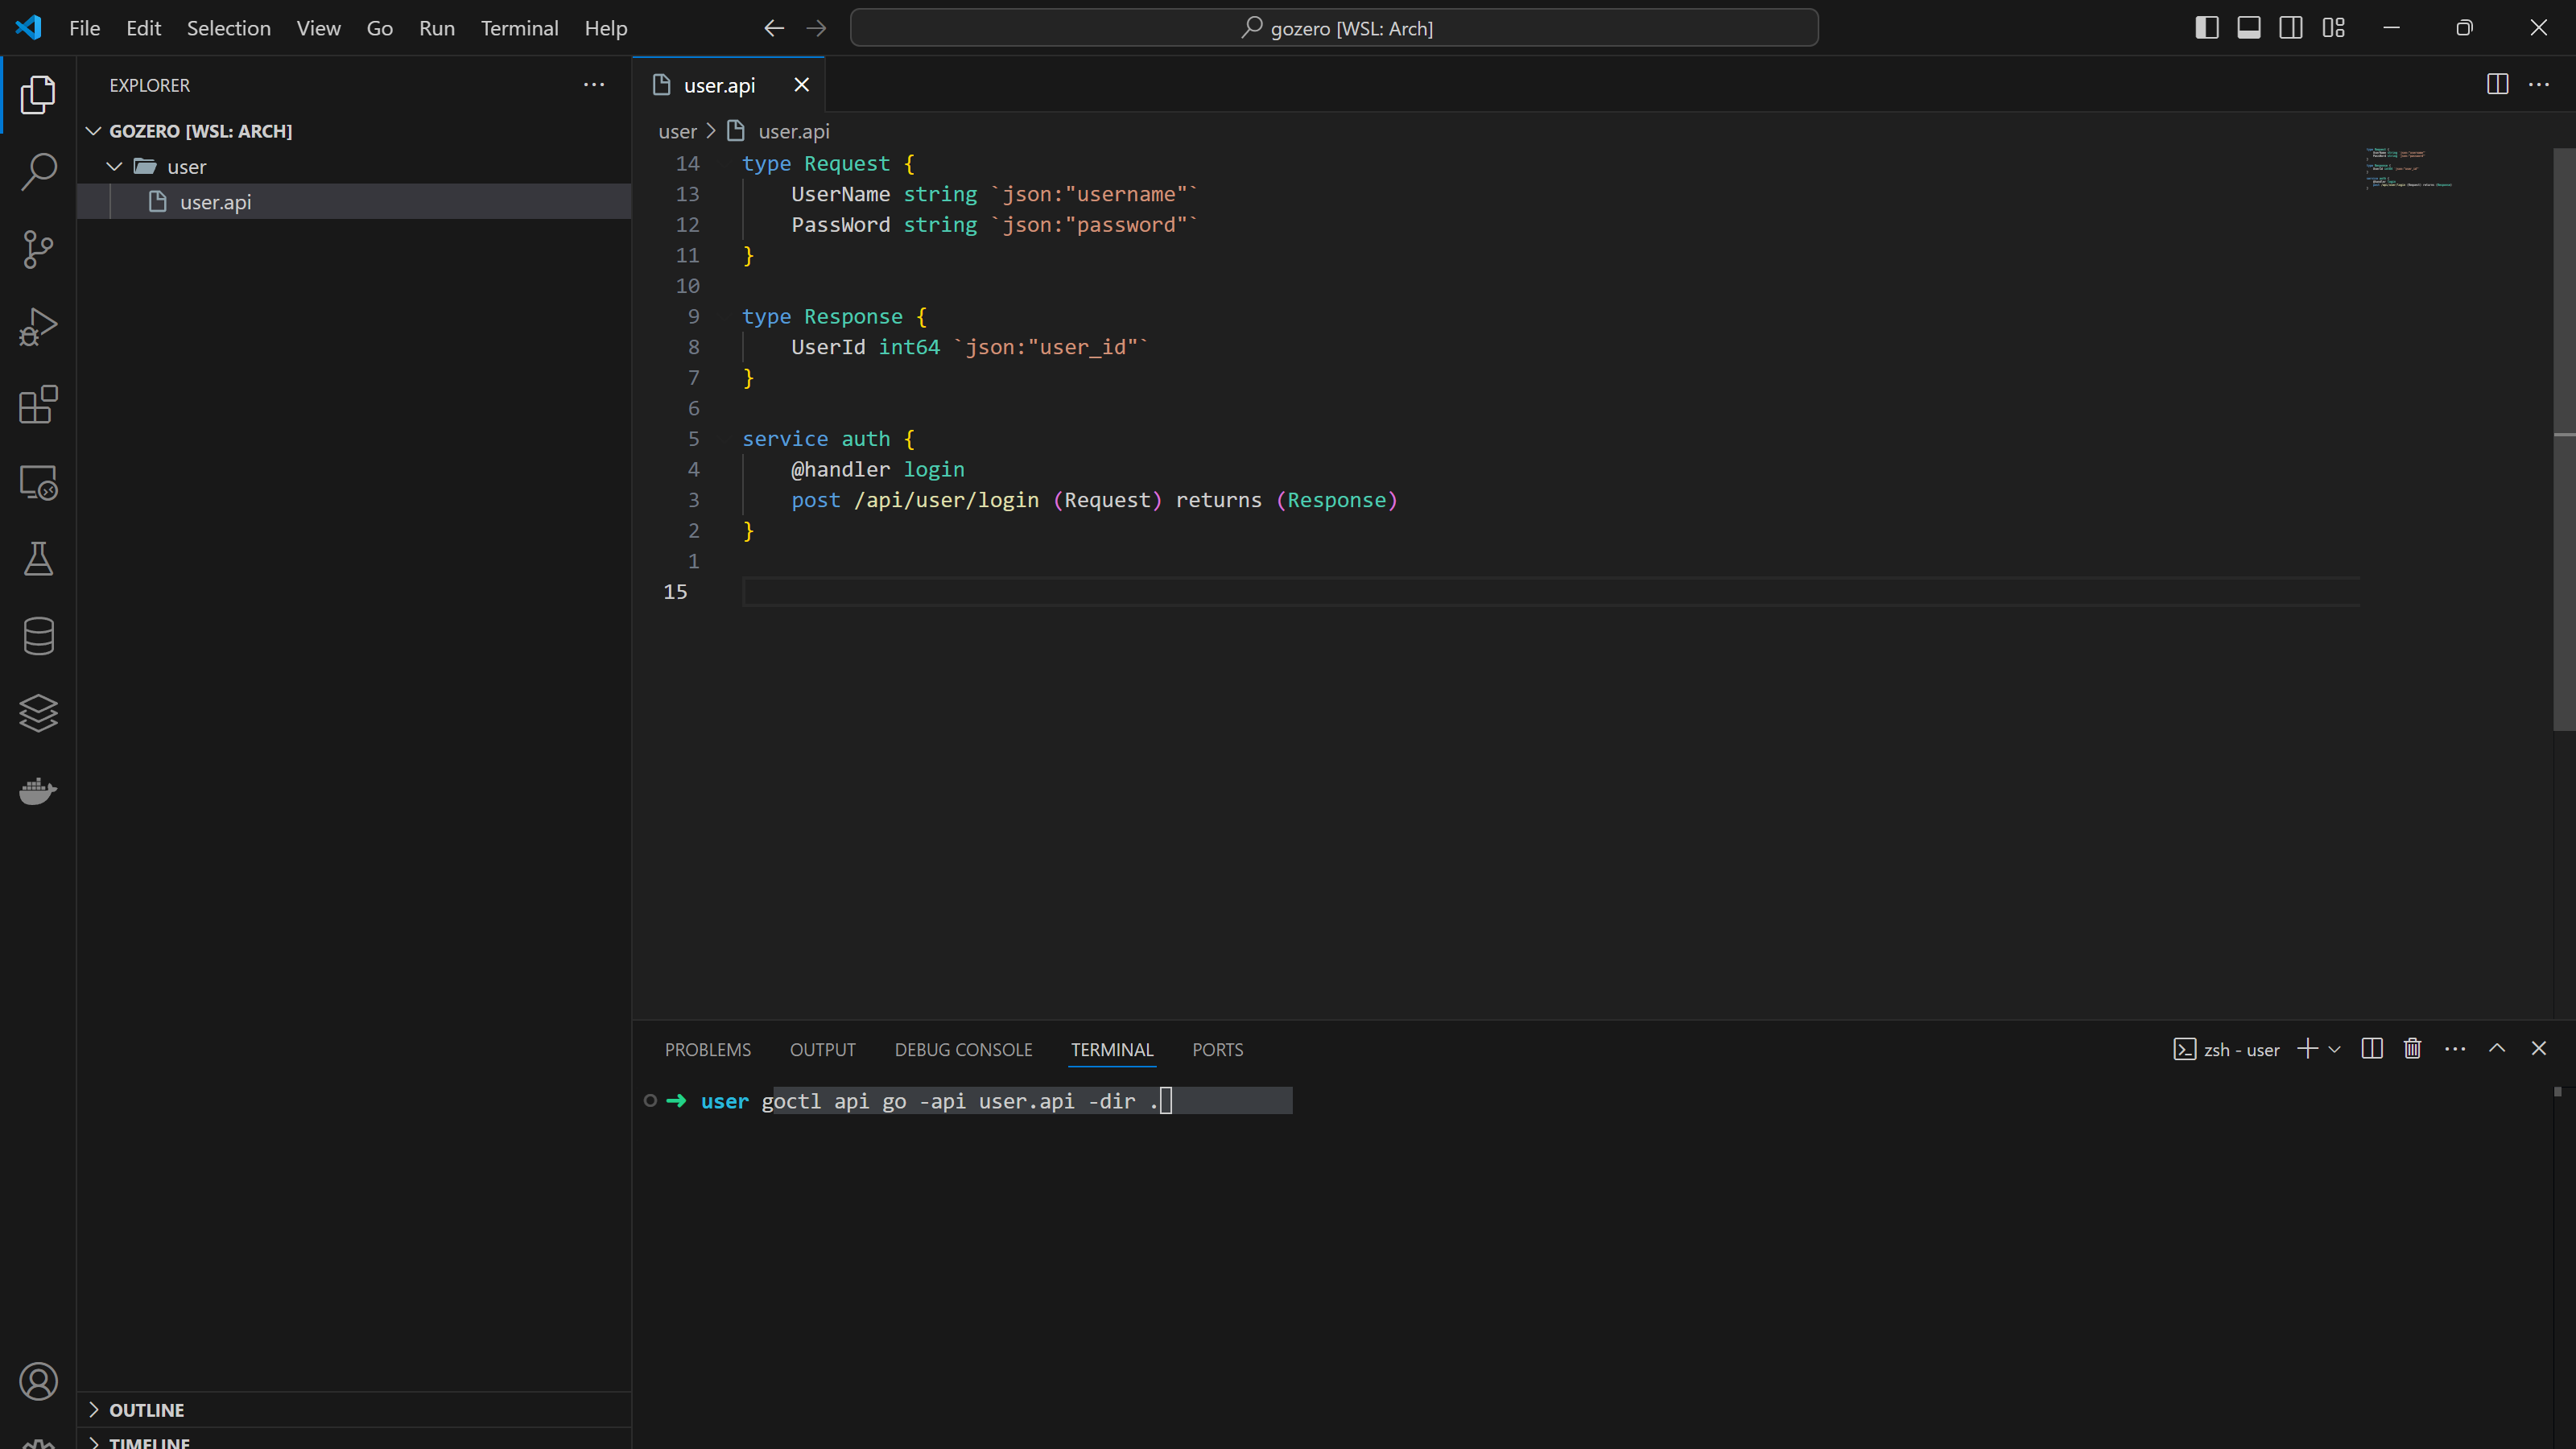 File Edit Selection View Go Run Terminal Help
gozero [WSL: Arch]
EXPLORER
GOZERO [WSL: ARCH]
user
user.api
OUTLINE
TIMELINE
user.api
user > user.api
14 type Request {
13 UserName string `json:"username"`
12 PassWord string `json:"password"`
11 }
10
9 type Response {
8 UserId int64 `json:"user_id"`
7 }
6
5 service auth {
4 @handler login
3 post /api/user/login (Request) returns (Response)
2 }
1
15
PROBLEMS OUTPUT DEBUG CONSOLE TERMINAL PORTS
zsh - user
➜ user goctl api go -api user.api -dir .